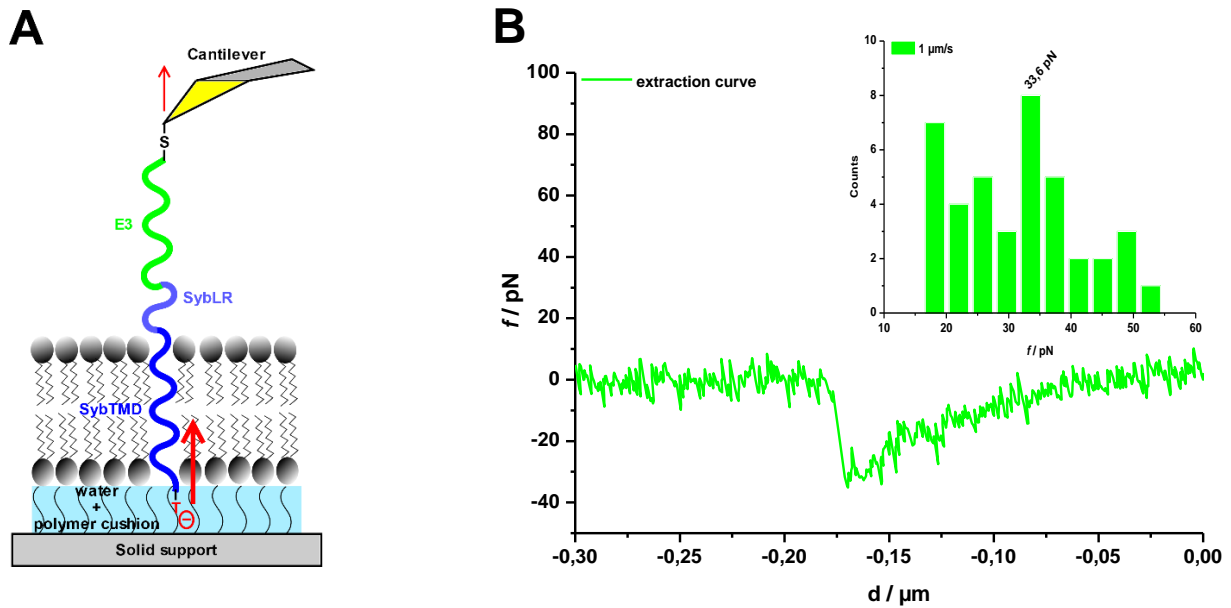 A
Cantilever
S
E3
SybLR
SybTMD
water
+
polymer cushion
T
Solid support
B
extraction curve
f / pN
100
80
60
40
20
0
-20
-40
-0,30
-0,25
-0,20
-0,15
-0,10
-0,05
0,00
d / µm
1 µm/s
33,6 pN
Counts
10
8
6
4
2
0
10
20
30
40
50
60
f / pN